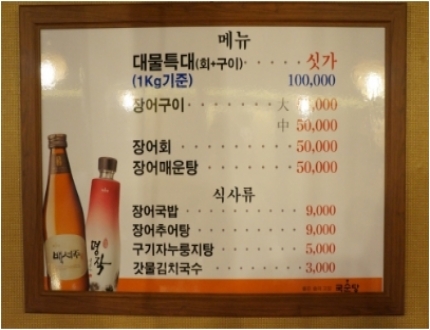 메뉴
대물특대(회+구이) · · · · · 싯가
(1Kg기준) 100,000
장어구이 · · · · · · · 大
中 50,000
장어회 · · · · · · · · · · 50,000
장어매운탕 · · · · · · · · 50,000
식사류
장어국밥 · · · · · · · · · 9,000
장어추어탕 · · · · · · · · 9,000
구기자누룽지탕 · · · · · 5,000
갓물김치국수 · · · · · · 3,000